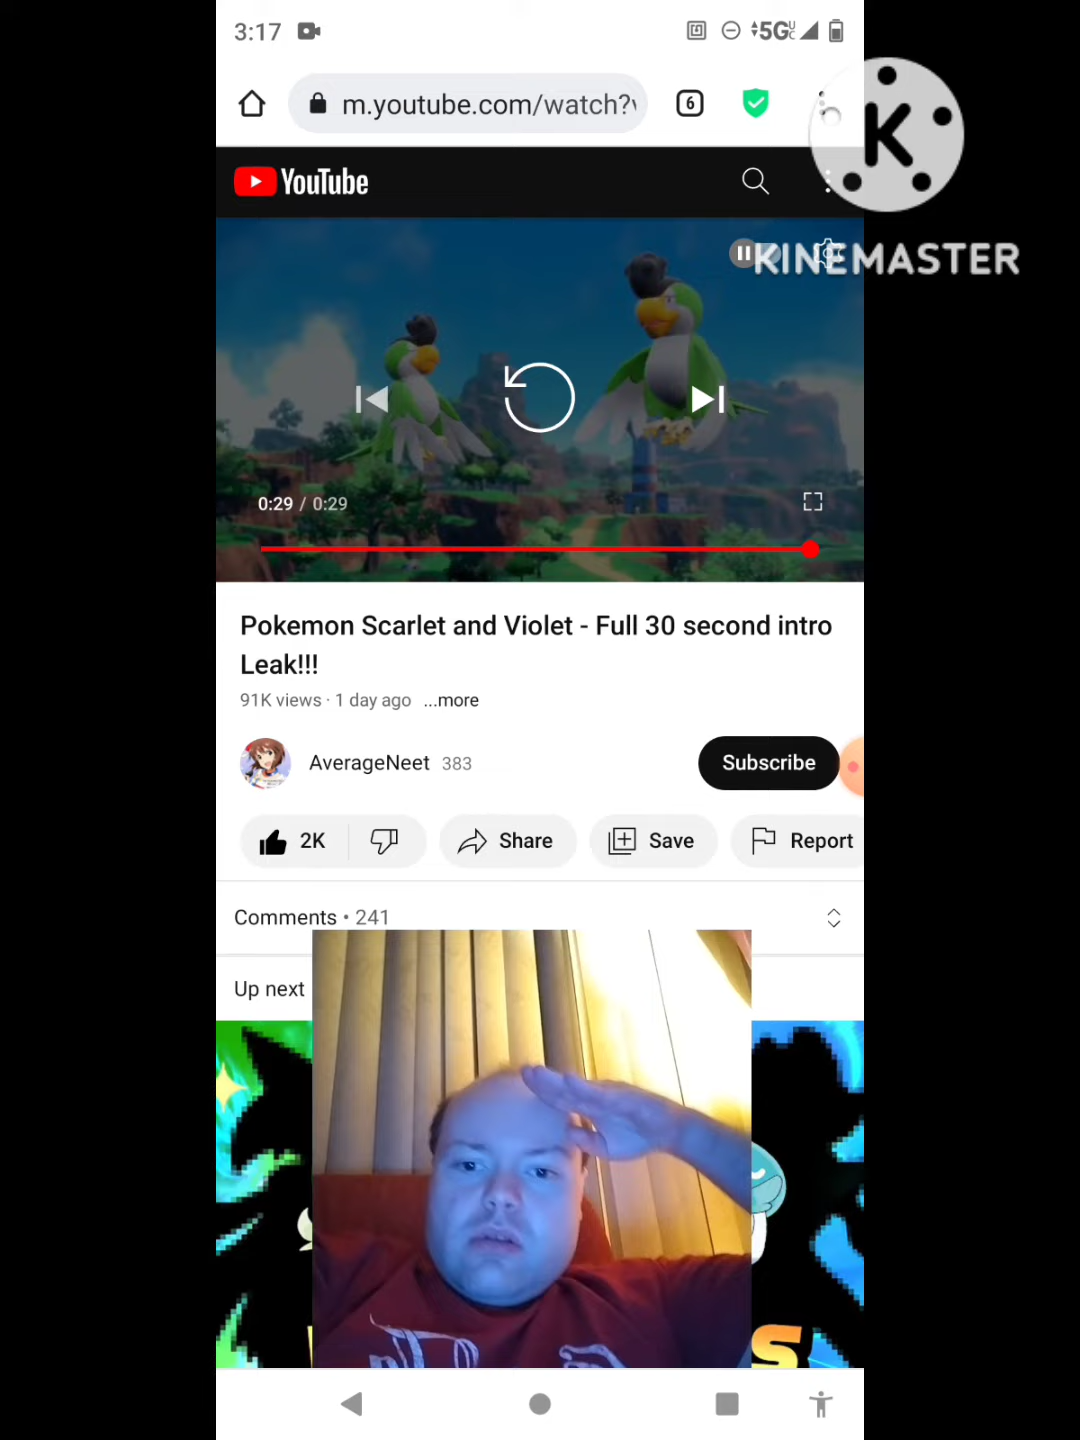 3:17
5G UC
m.youtube.com/watch?v
6
K
YouTube
KINEMASTER
0:29 / 0:29
Pokemon Scarlet and Violet - Full 30 second intro
Leak!!!
91K views · 1 day ago ...more
AverageNeet 383
Subscribe
2K
Share
Save
Report
Comments • 241
Up next
S